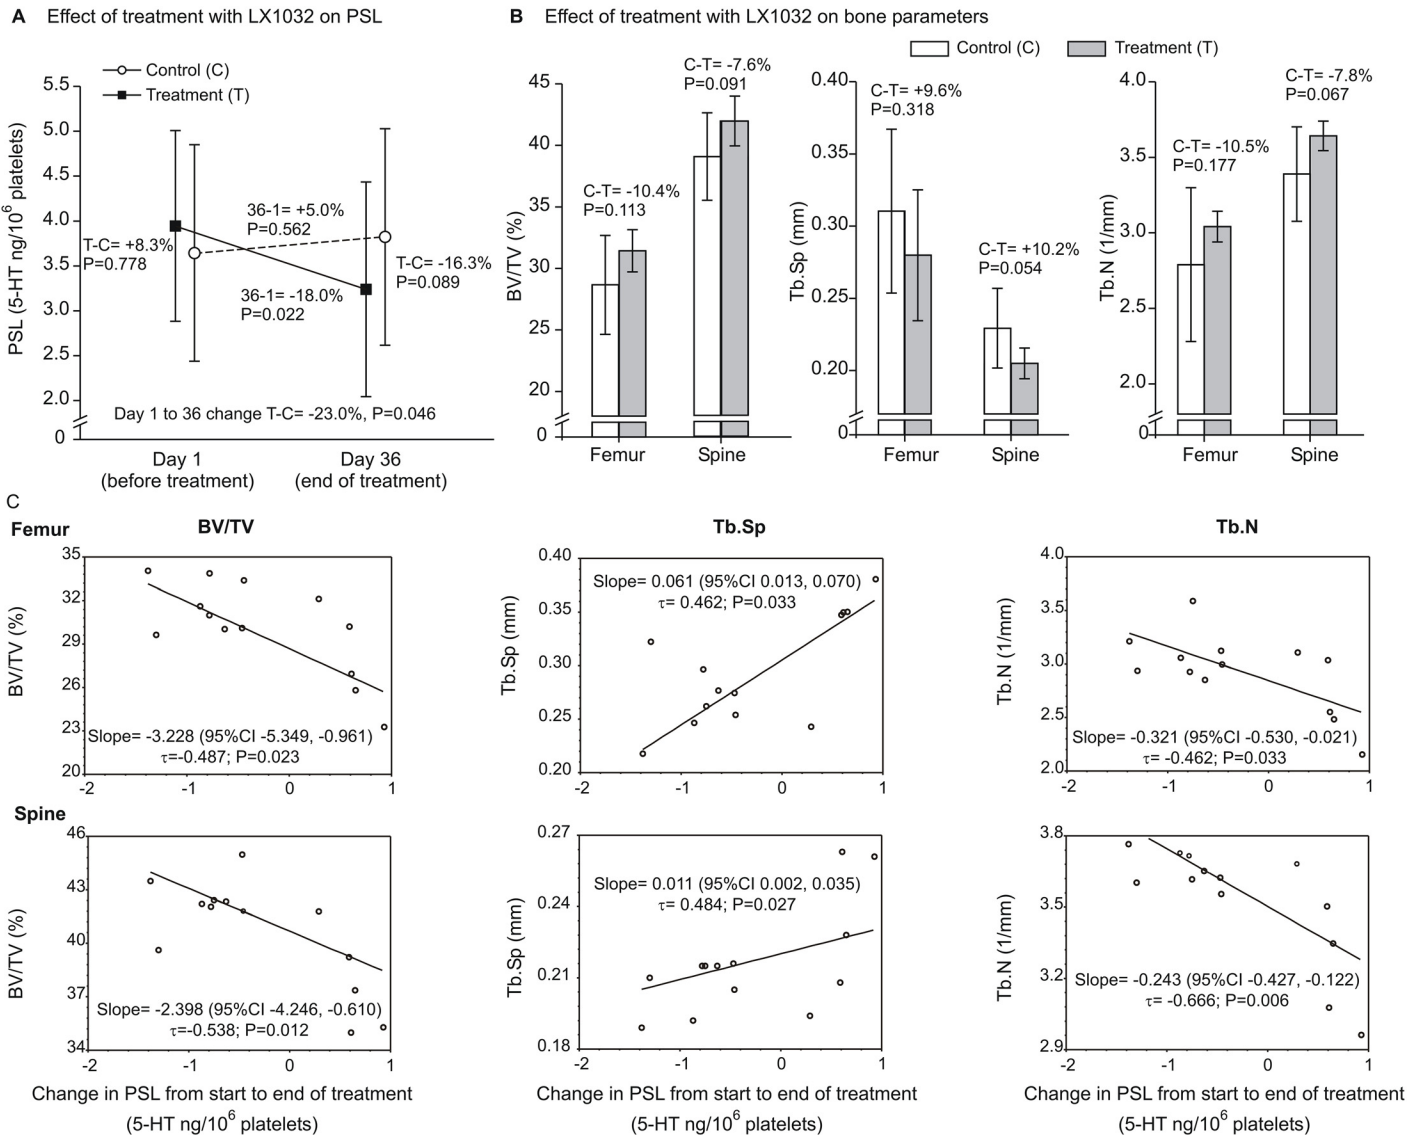 A Effect of treatment with LX1032 on PSL
Control (C)
Treatment (T)
PSL (5-HT ng/10⁶ platelets)
5.5
5.0
4.5
4.0
3.5
3.0
2.5
2.0
0
T-C= +8.3%
P=0.778
36-1= +5.0%
P=0.562
36-1= -18.0%
P=0.022
T-C= -16.3%
P=0.089
Day 1 to 36 change T-C= -23.0%, P=0.046
Day 1
(before treatment)
Day 36
(end of treatment)
B Effect of treatment with LX1032 on bone parameters
Control (C)
Treatment (T)
BV/TV (%)
45
40
35
30
25
20
0
C-T= -10.4%
P=0.113
C-T= -7.6%
P=0.091
Femur Spine
Tb.Sp (mm)
0.40
0.35
0.30
0.25
0.20
0
C-T= +9.6%
P=0.318
C-T= +10.2%
P=0.054
Femur Spine
Tb.N (1/mm)
4.0
3.5
3.0
2.5
2.0
0
C-T= -10.5%
P=0.177
C-T= -7.8%
P=0.067
Femur Spine
C
Femur
BV/TV
BV/TV (%)
35
32
29
26
23
20
Slope= -3.228 (95%CI -5.349, -0.961)
τ=-0.487; P=0.023
-2 -1 0 1
Tb.Sp
Tb.Sp (mm)
0.40
0.35
0.30
0.25
0.20
Slope= 0.061 (95%CI 0.013, 0.070)
τ= 0.462; P=0.033
-2 -1 0 1
Tb.N
Tb.N (1/mm)
4.0
3.5
3.0
2.5
2.0
Slope= -0.321 (95%CI -0.530, -0.021)
τ= -0.462; P=0.033
-2 -1 0 1
Spine
BV/TV (%)
46
43
40
37
34
Slope= -2.398 (95%CI -4.246, -0.610)
τ=-0.538; P=0.012
-2 -1 0 1
Change in PSL from start to end of treatment
(5-HT ng/10⁶ platelets)
Tb.Sp (mm)
0.27
0.24
0.21
0.18
Slope= 0.011 (95%CI 0.002, 0.035)
τ= 0.484; P=0.027
-2 -1 0 1
Change in PSL from start to end of treatment
(5-HT ng/10⁶ platelets)
Tb.N (1/mm)
3.8
3.5
3.2
2.9
Slope= -0.243 (95%CI -0.427, -0.122)
τ= -0.666; P=0.006
-2 -1 0 1
Change in PSL from start to end of treatment
(5-HT ng/10⁶ platelets)